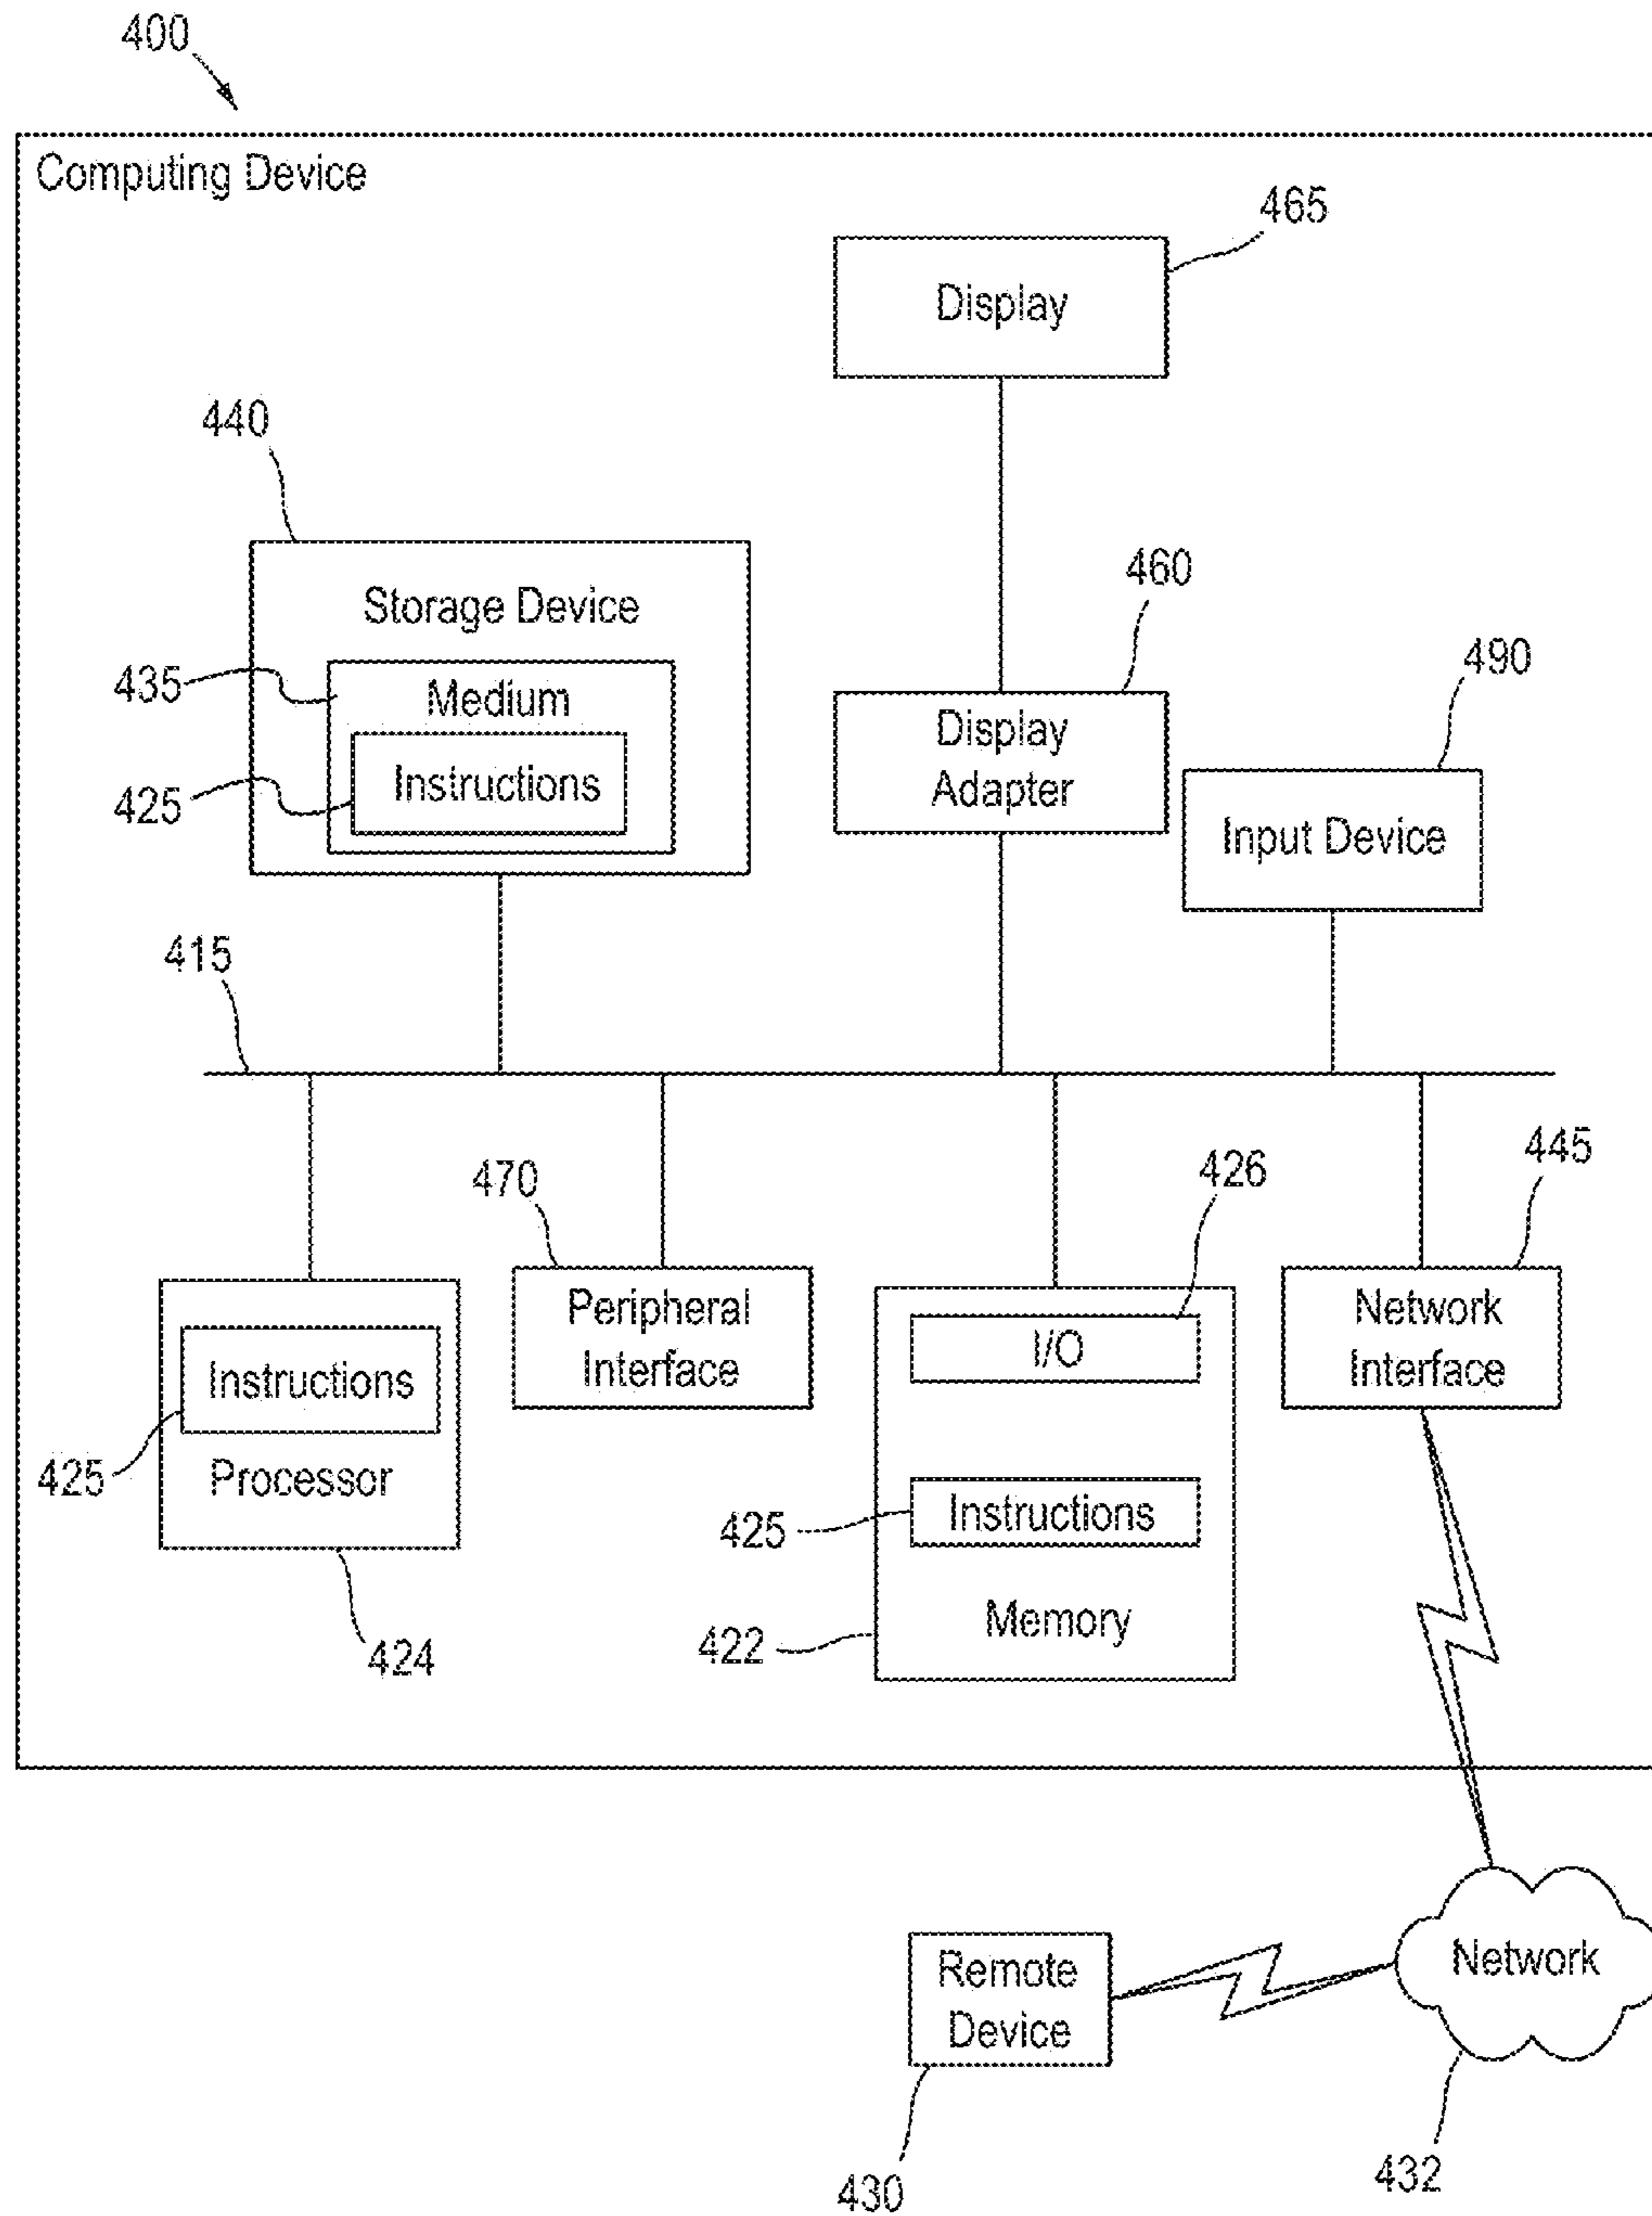 400
Computing Device
465
Display
440
Storage Device
460
435
Medium
490
Display
Adapter
425
Instructions
Input Device
415
470
426
445
Peripheral
Interface
I/O
Network
Interface
Instructions
425
Processor
425
Instructions
422
Memory
424
Remote
Device
Network
430
432